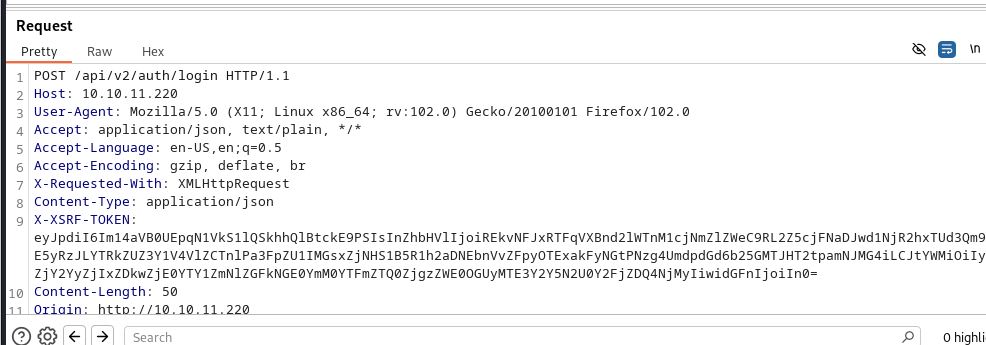 Request
Pretty Raw Hex \n
1 POST /api/v2/auth/login HTTP/1.1
2 Host: 10.10.11.220
3 User-Agent: Mozilla/5.0 (X11; Linux x86_64; rv:102.0) Gecko/20100101 Firefox/102.0
4 Accept: application/json, text/plain, */*
5 Accept-Language: en-US,en;q=0.5
6 Accept-Encoding: gzip, deflate, br
7 X-Requested-With: XMLHttpRequest
8 Content-Type: application/json
9 X-XSRF-TOKEN:
eyJpdiI6Im14aVB0UEpqN1VkS1lQSkhhQlBtckE9PSIsInZhbHVlIjoiREkvNFJxRTFqVXBnd2lWTnM1cjNmZlZWeC9RL2Z5cjFNaDJwd1NjR2hxTUd3Qm9
E5yRzJLYTRkZUZ3Y1V4VlZCTnlPa3FpZU1IMGsxZjNHS1B5R1h2aDNEbnVvZFpyOTExakFyNGtPNzg4UmdpdGd6b25GMTJHT2tpamNJMG4iLCJtYWMiOiIy
ZjY2YyZjIxZDkwZjE0YTY1ZmNlZGFkNGE0YmM0YTFmZTQ0ZjgzZWE0OGUyMTE3Y2Y5N2U0Y2FjZDQ4NjMyIiwidGFnIjoiIn0=
10 Content-Length: 50
11 Origin: http://10.10.11.220
Search 0 highli